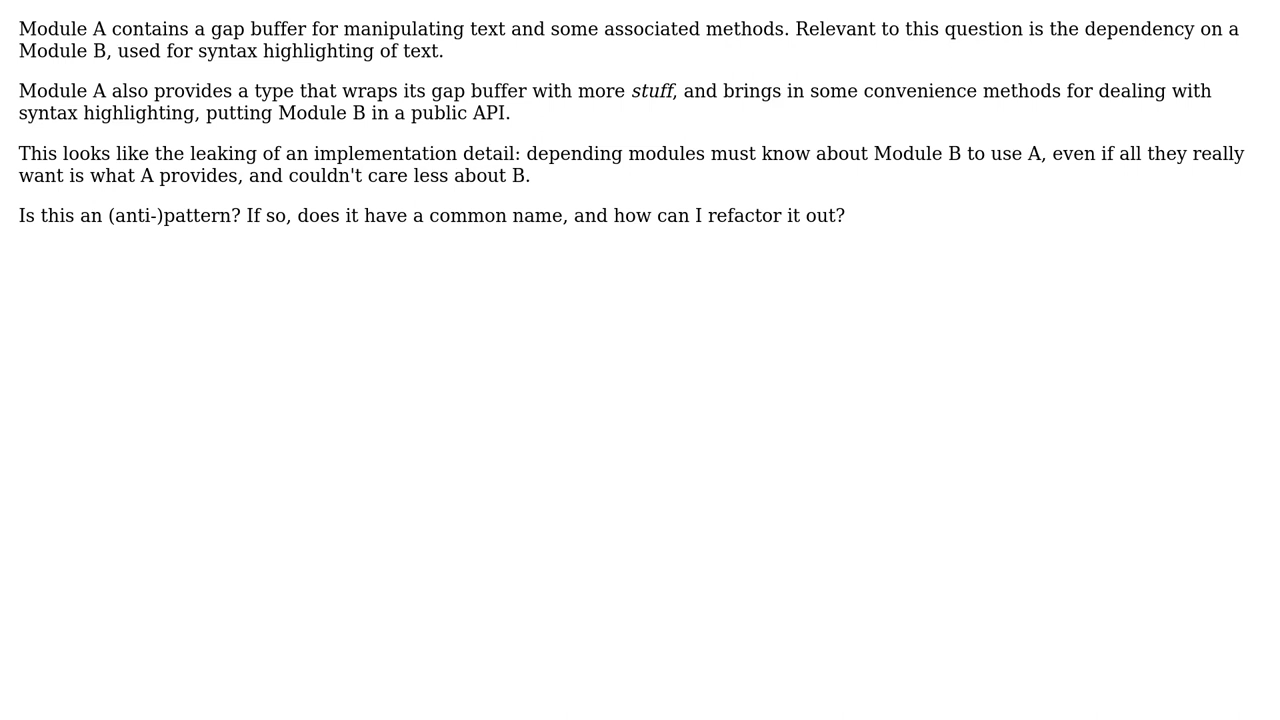 Module A contains a gap buffer for manipulating text and some associated methods. Relevant to this question is the dependency on a
Module B, used for syntax highlighting of text.
Module A also provides a type that wraps its gap buffer with more stuff, and brings in some convenience methods for dealing with
syntax highlighting, putting Module B in a public API.
This looks like the leaking of an implementation detail: depending modules must know about Module B to use A, even if all they really
want is what A provides, and couldn't care less about B.
Is this an (anti-)pattern? If so, does it have a common name, and how can I refactor it out?